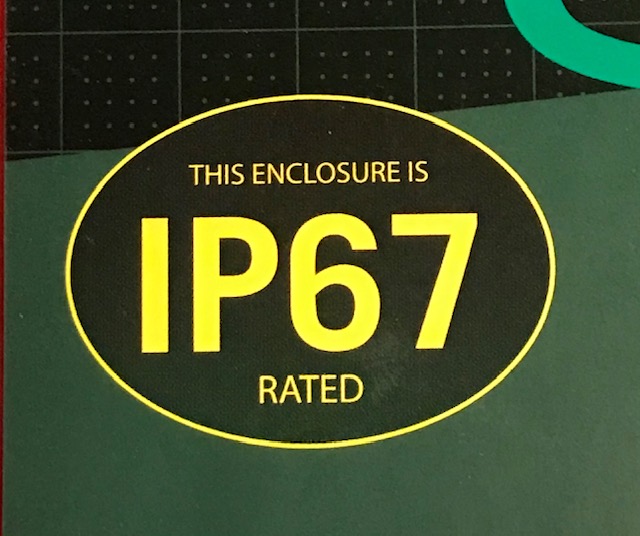 THIS ENCLOSURE IS
IP67
RATED